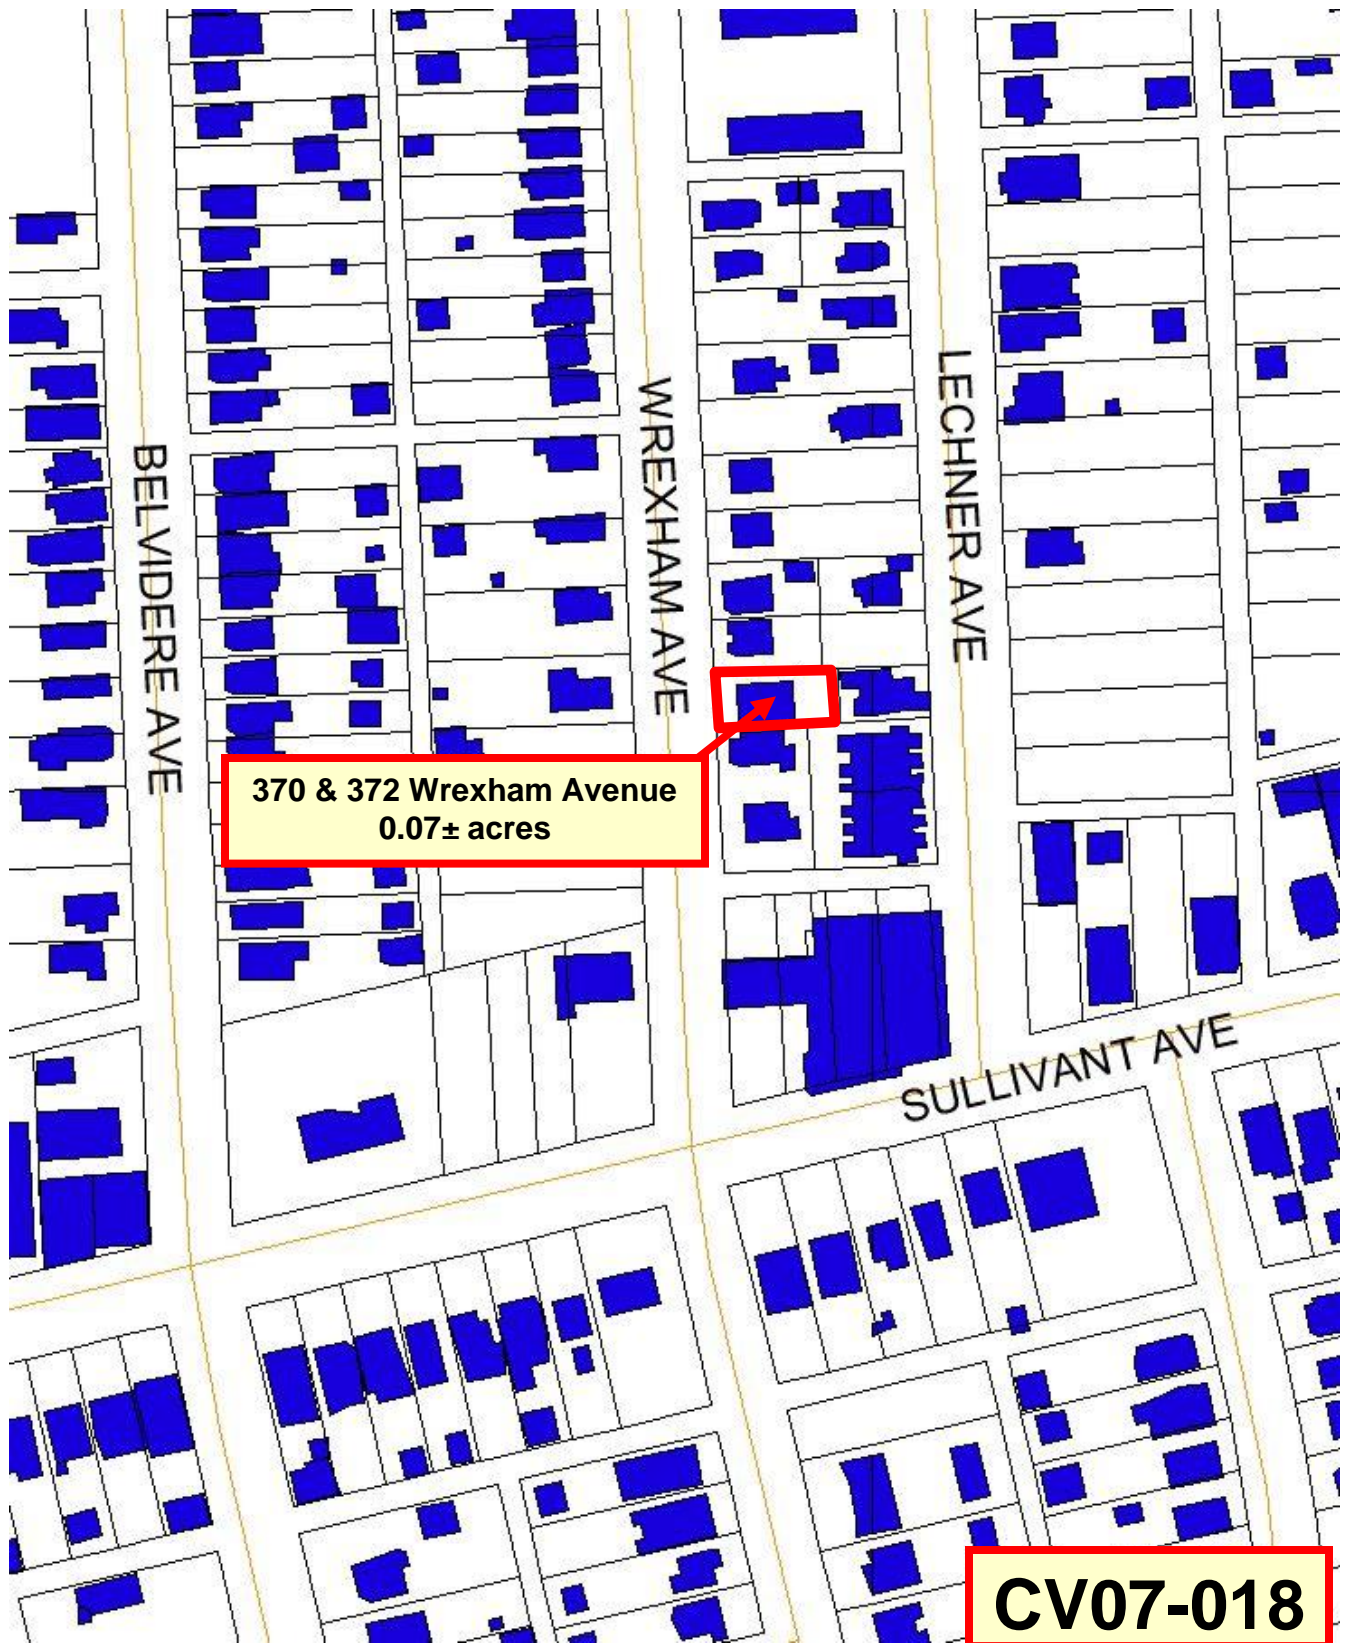 WREXHAM AVE
LECHNER AVE
BELVIDERE AVE
370 & 372 Wrexham Avenue
0.07± acres
SULLIVANT AVE
CV07-018